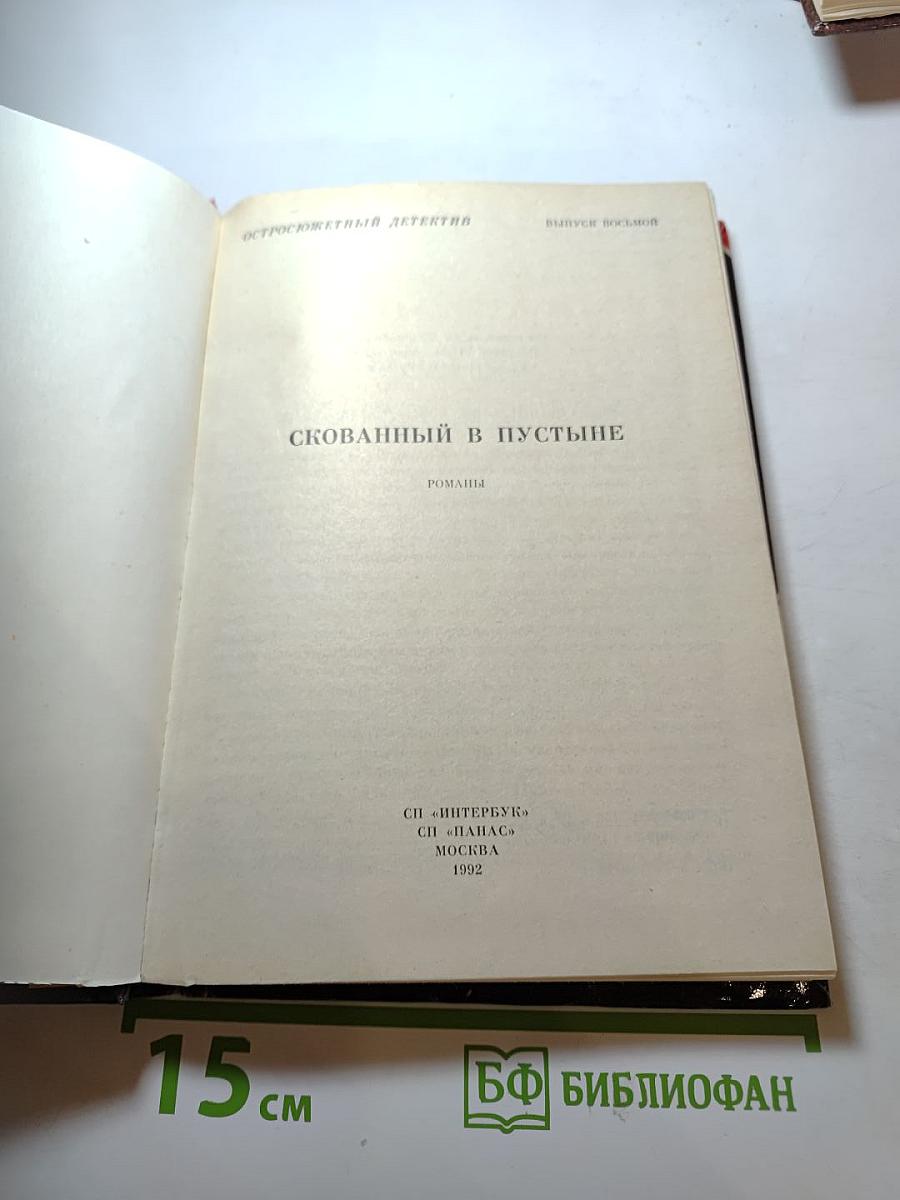 ОСТРОСЮЖЕТНЫЙ ДЕТЕКТИВ ВЫПУСК ВОСЬМОЙ
СКОВАННЫЙ В ПУСТЫНЕ
РОМАНЫ
СП «ИНТЕРБУК»
СП «ПАНАС»
МОСКВА
1992
15 см
БФ БИБЛИОФАН